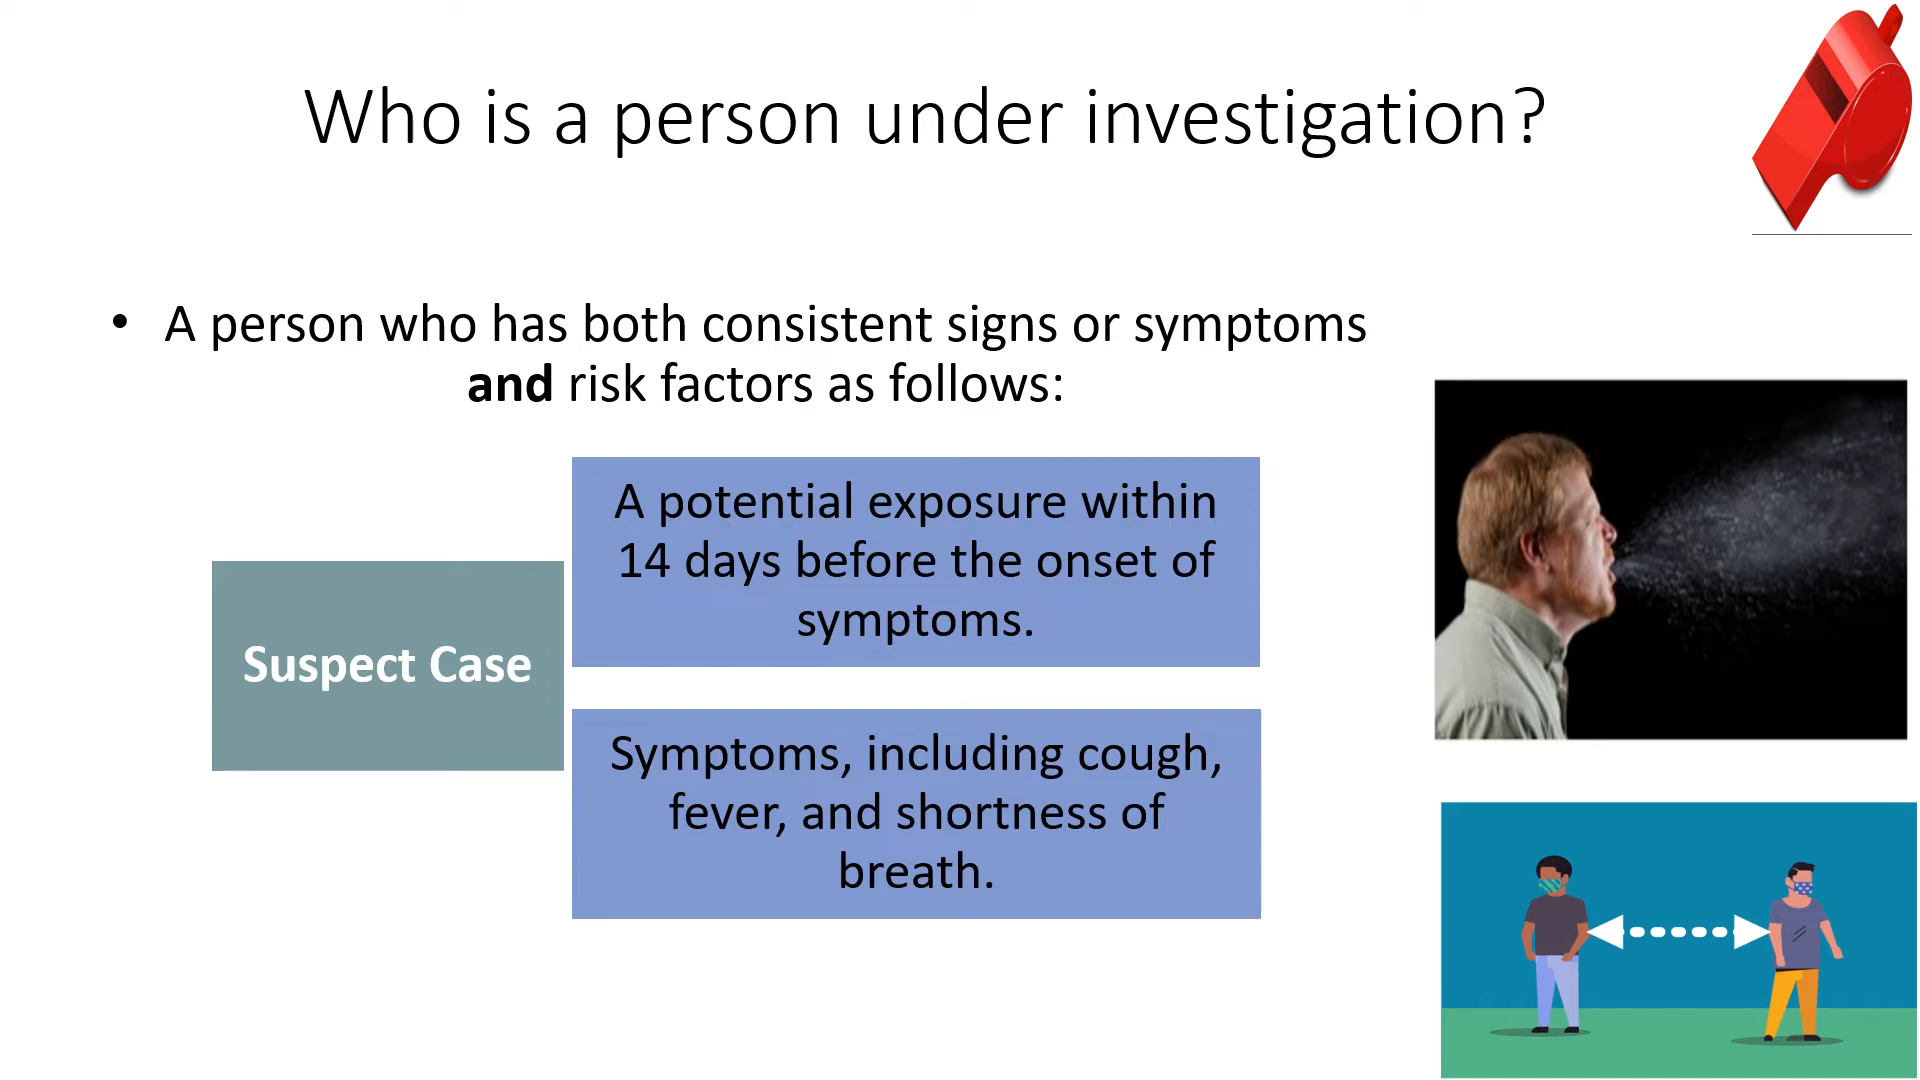 Who is a person under investigation?
• A person who has both consistent signs or symptoms
and risk factors as follows:
Suspect Case
A potential exposure within
14 days before the onset of
symptoms.
Symptoms, including cough,
fever, and shortness of
breath.